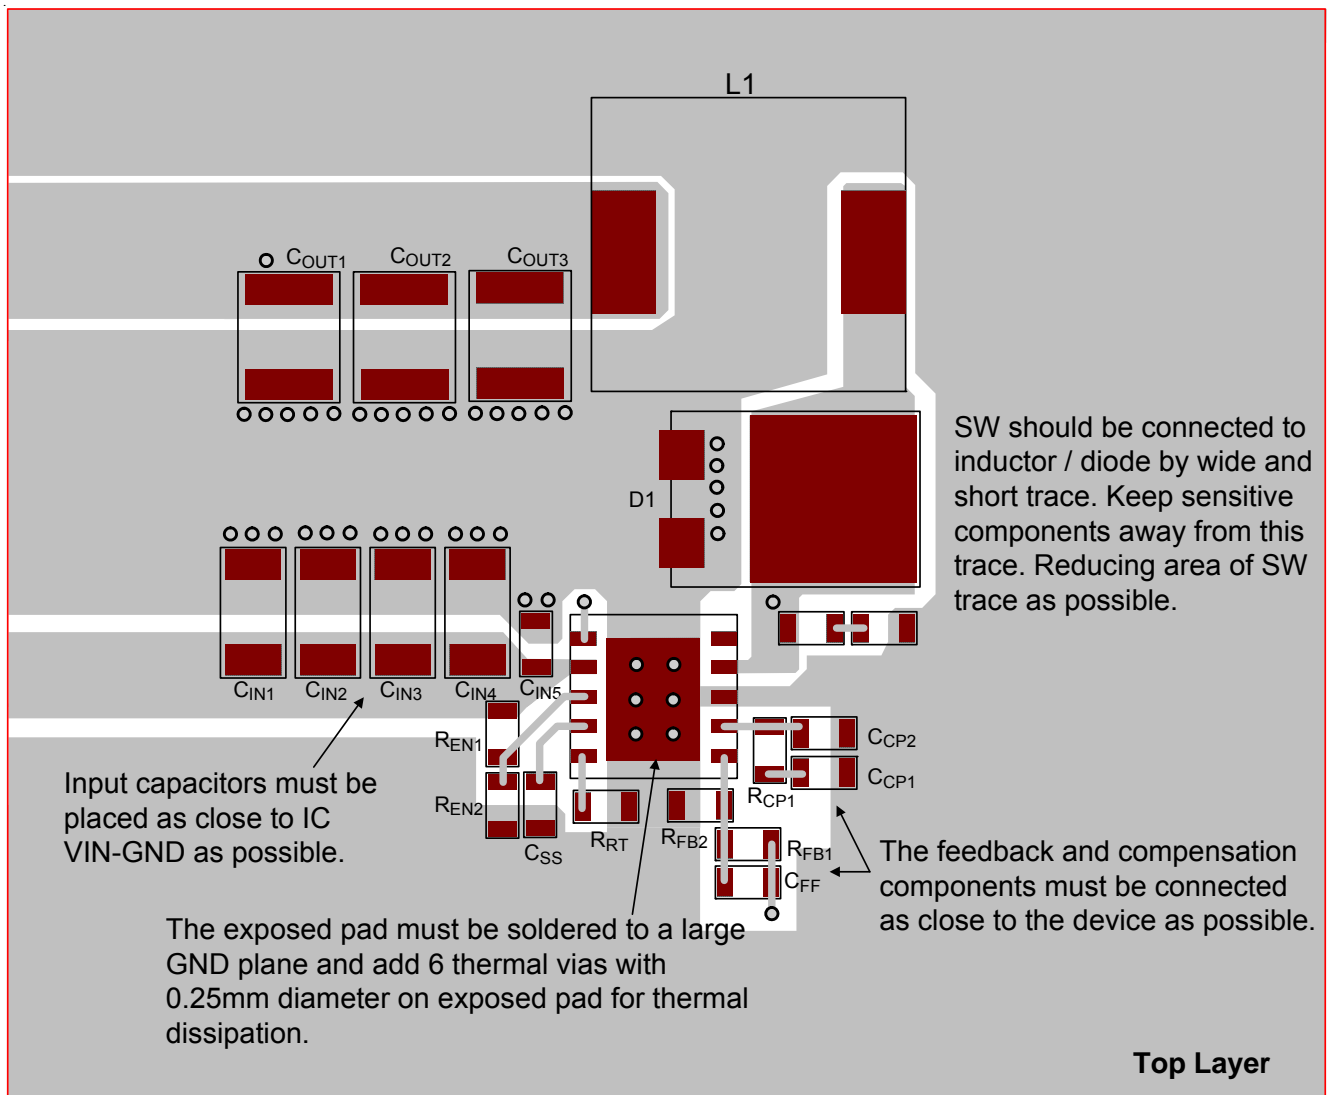 L1
COUT1
COUT2
COUT3
SW should be connected to
inductor / diode by wide and
short trace. Keep sensitive
components away from this
trace. Reducing area of SW
trace as possible.
D1
CIN1
CIN2
CIN3
CIN4
CIN5
REN1
REN2
CSS
RRT
RFB2
RCP1
CCP2
CCP1
RFB1
CFF
Input capacitors must be
placed as close to IC
VIN-GND as possible.
The feedback and compensation
components must be connected
as close to the device as possible.
The exposed pad must be soldered to a large
GND plane and add 6 thermal vias with
0.25mm diameter on exposed pad for thermal
dissipation.
Top Layer